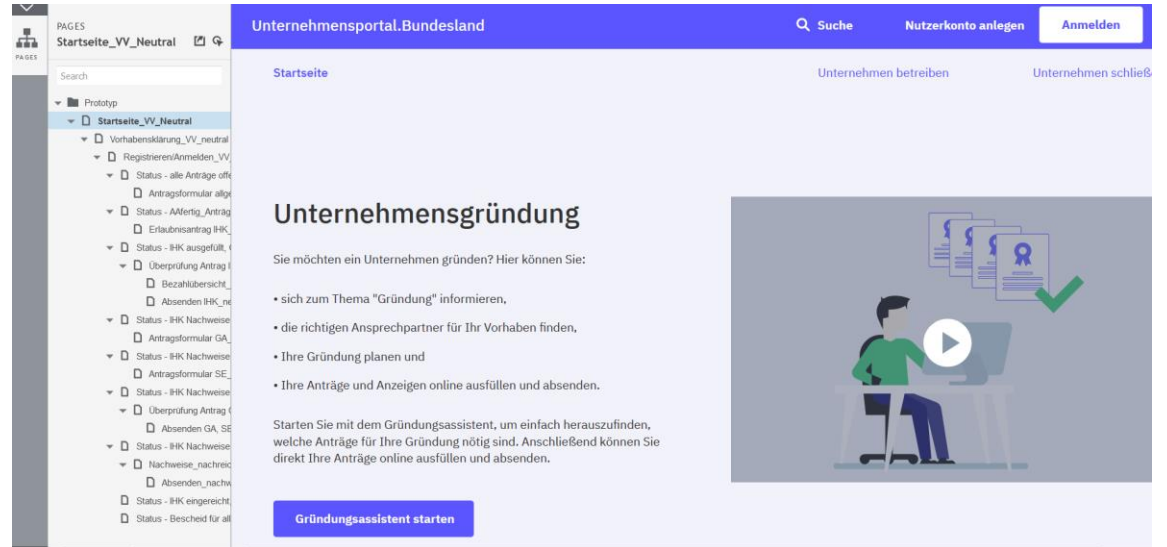 PAGES
PAGES
Startseite_VV_Neutral
Search
Prototyp
Startseite_VV_Neutral
Vorhabensklärung_VV_neutral
Registrieren/Anmelden_VV_
Status - alle Anträge offe
Antragsformular allge
Status - AAfertig_Anträg
Erlaubnisantrag IHK_
Status - IHK ausgefüllt, G
Überprüfung Antrag I
Bezahlübersicht_
Absenden IHK_ne
Status - IHK Nachweise
Antragsformular GA_
Status - IHK Nachweise
Antragsformular SE_
Status - IHK Nachweise
Überprüfung Antrag G
Absenden GA, SE
Status - IHK Nachweise
Nachweise_nachreic
Absenden_nachw
Status - IHK eingereicht,
Status - Bescheid für all
Unternehmensportal.Bundesland
Suche
Nutzerkonto anlegen
Anmelden
Startseite
Unternehmen betreiben
Unternehmen schließe
Unternehmensgründung
Sie möchten ein Unternehmen gründen? Hier können Sie:
• sich zum Thema "Gründung" informieren,
• die richtigen Ansprechpartner für Ihr Vorhaben finden,
• Ihre Gründung planen und
• Ihre Anträge und Anzeigen online ausfüllen und absenden.
Starten Sie mit dem Gründungsassistent, um einfach herauszufinden,
welche Anträge für Ihre Gründung nötig sind. Anschließend können Sie
direkt Ihre Anträge online ausfüllen und absenden.
Gründungsassistent starten